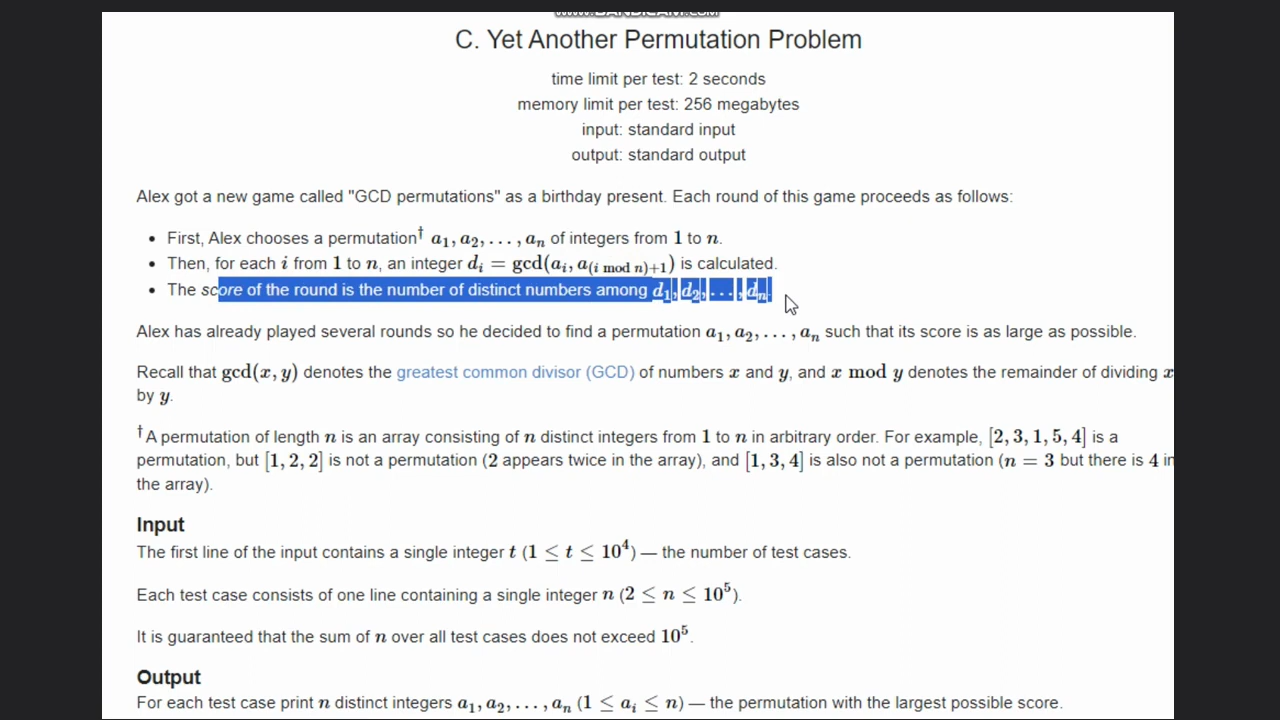 www.BANDICAM.com
C. Yet Another Permutation Problem
time limit per test: 2 seconds
memory limit per test: 256 megabytes
input: standard input
output: standard output
Alex got a new game called "GCD permutations" as a birthday present. Each round of this game proceeds as follows:
• First, Alex chooses a permutation† a₁, a₂, . . . , aₙ of integers from 1 to n.
• Then, for each i from 1 to n, an integer dᵢ = gcd(aᵢ, a₍ᵢ mod ₙ₎₊₁) is calculated.
• The score of the round is the number of distinct numbers among d₁, d₂, . . . , dₙ.
Alex has already played several rounds so he decided to find a permutation a₁, a₂, . . . , aₙ such that its score is as large as possible.
Recall that gcd(x, y) denotes the greatest common divisor (GCD) of numbers x and y, and x mod y denotes the remainder of dividing x
by y.
† A permutation of length n is an array consisting of n distinct integers from 1 to n in arbitrary order. For example, [2, 3, 1, 5, 4] is a
permutation, but [1, 2, 2] is not a permutation (2 appears twice in the array), and [1, 3, 4] is also not a permutation (n = 3 but there is 4 in
the array).
Input
The first line of the input contains a single integer t (1 ≤ t ≤ 10⁴) — the number of test cases.
Each test case consists of one line containing a single integer n (2 ≤ n ≤ 10⁵).
It is guaranteed that the sum of n over all test cases does not exceed 10⁵.
Output
For each test case print n distinct integers a₁, a₂, . . . , aₙ (1 ≤ aᵢ ≤ n) — the permutation with the largest possible score.